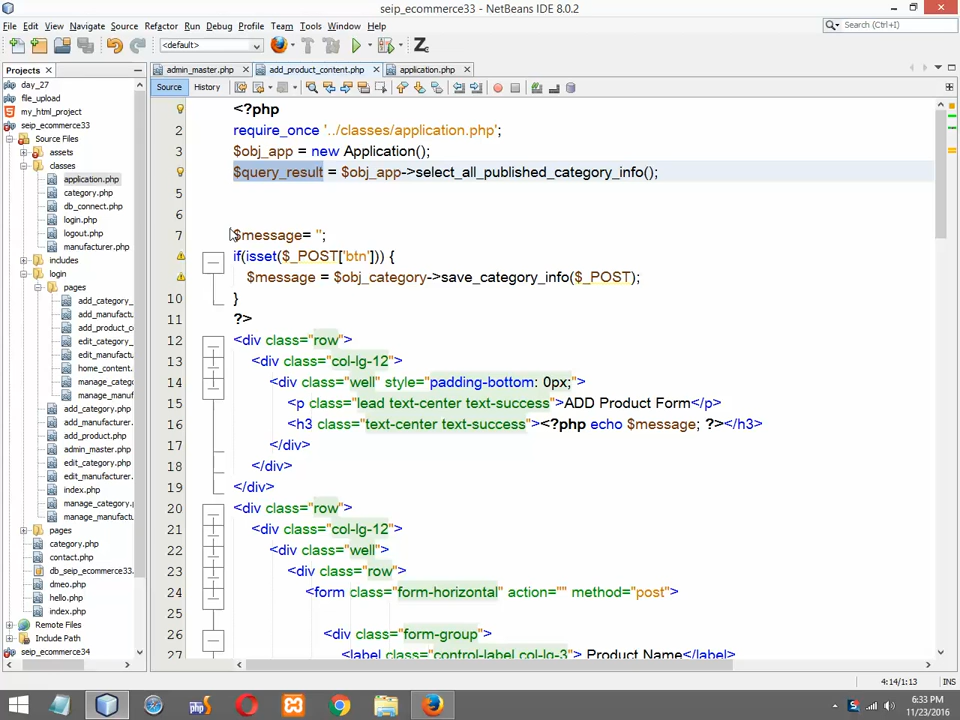 seip_ecommerce33 - NetBeans IDE 8.0.2
File Edit View Navigate Source Refactor Run Debug Profile Team Tools Window Help
Search (Ctrl+I)
<default>
Projects
admin_master.php add_product_content.php application.php
Source History
day_27
file_upload
my_html_project
seip_ecommerce33
Source Files
assets
classes
application.php
category.php
db_connect.php
login.php
logout.php
manufacturer.php
includes
login
pages
add_category_
add_manufactu
add_product_co
edit_category_
edit_manufactu
home_content.
manage_catego
manage_manuf
add_category.php
add_manufacturer
add_product.php
admin_master.php
edit_category.php
edit_manufacturer
index.php
manage_category.p
manage_manufactu
pages
category.php
contact.php
db_seip_ecommerce33.
dmeo.php
hello.php
index.php
Remote Files
Include Path
seip_ecommerce34
<?php
2 require_once '../classes/application.php';
3 $obj_app = new Application();
$query_result = $obj_app->select_all_published_category_info();
5
6
7 $message= '';
if(isset($_POST['btn'])) {
$message = $obj_category->save_category_info($_POST);
10 }
11 ?>
12 <div class="row">
13 <div class="col-lg-12">
14 <div class="well" style="padding-bottom: 0px;">
15 <p class="lead text-center text-success">ADD Product Form</p>
16 <h3 class="text-center text-success"><?php echo $message; ?></h3>
17 </div>
18 </div>
19 </div>
20 <div class="row">
21 <div class="col-lg-12">
22 <div class="well">
23 <div class="row">
24 <form class="form-horizontal" action="" method="post">
25
26 <div class="form-group">
27 <label class="control-label col-lg-3"> Product Name</label>
4:14/1:13 INS
6:33 PM
11/23/2016